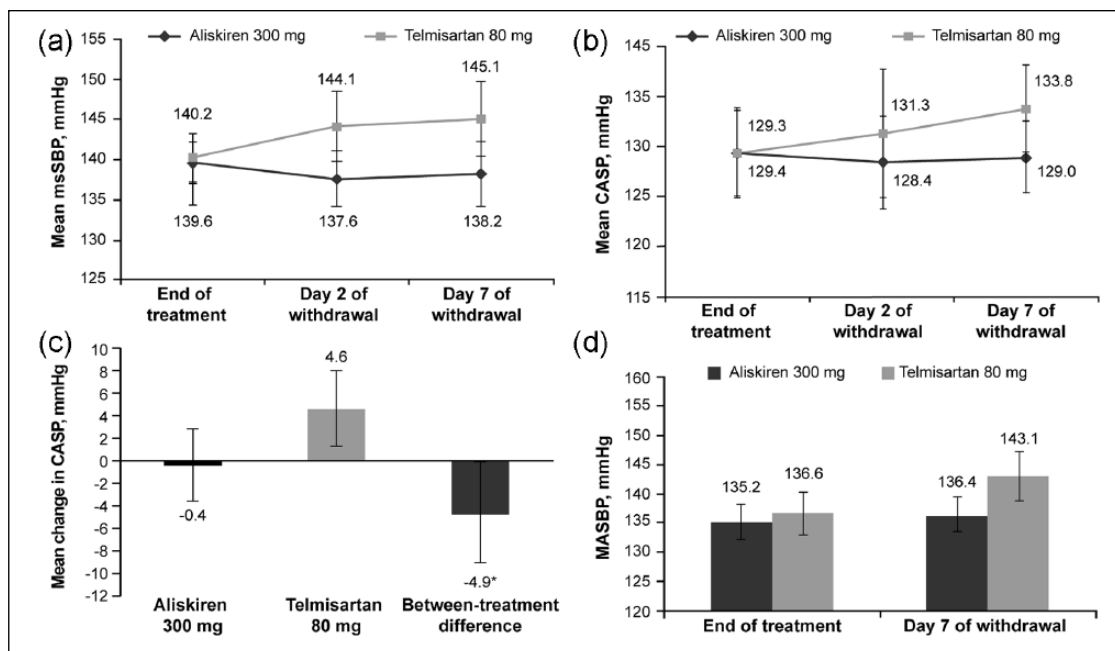 (a)
Aliskiren 300 mg
Telmisartan 80 mg
Mean msSBP, mmHg
155
150
145
140
135
130
125
140.2
144.1
145.1
139.6
137.6
138.2
End of treatment
Day 2 of withdrawal
Day 7 of withdrawal
(b)
Aliskiren 300 mg
Telmisartan 80 mg
Mean CASP, mmHg
145
140
135
130
125
120
115
129.3
131.3
133.8
129.4
128.4
129.0
End of treatment
Day 2 of withdrawal
Day 7 of withdrawal
(c)
Mean change in CASP, mmHg
10
8
6
4
2
0
-2
-4
-6
-8
-10
-12
4.6
-0.4
-4.9*
Aliskiren 300 mg
Telmisartan 80 mg
Between-treatment difference
(d)
Aliskiren 300 mg
Telmisartan 80 mg
MASBP, mmHg
160
155
150
145
140
135
130
125
120
135.2
136.6
136.4
143.1
End of treatment
Day 7 of withdrawal